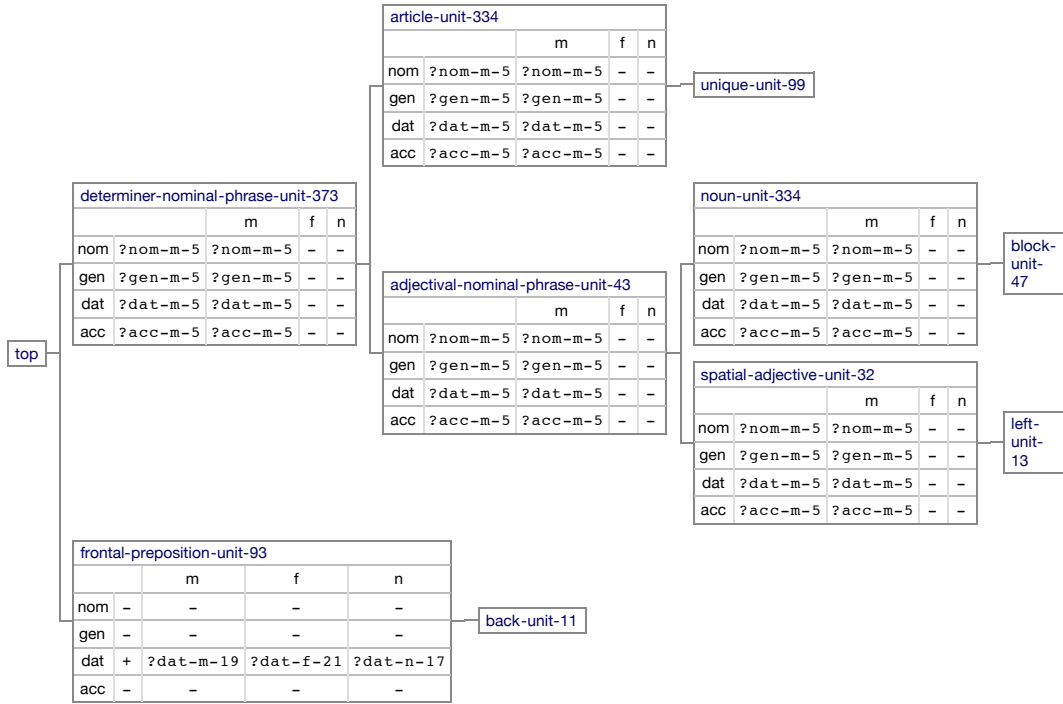 article-unit-334
m f n
nom ?nom-m-5 ?nom-m-5 – –
gen ?gen-m-5 ?gen-m-5 – –
dat ?dat-m-5 ?dat-m-5 – –
acc ?acc-m-5 ?acc-m-5 – –
unique-unit-99
determiner-nominal-phrase-unit-373
m f n
nom ?nom-m-5 ?nom-m-5 – –
gen ?gen-m-5 ?gen-m-5 – –
dat ?dat-m-5 ?dat-m-5 – –
acc ?acc-m-5 ?acc-m-5 – –
noun-unit-334
m f n
nom ?nom-m-5 ?nom-m-5 – –
gen ?gen-m-5 ?gen-m-5 – –
dat ?dat-m-5 ?dat-m-5 – –
acc ?acc-m-5 ?acc-m-5 – –
block-
unit-
47
adjectival-nominal-phrase-unit-43
m f n
nom ?nom-m-5 ?nom-m-5 – –
gen ?gen-m-5 ?gen-m-5 – –
dat ?dat-m-5 ?dat-m-5 – –
acc ?acc-m-5 ?acc-m-5 – –
top
spatial-adjective-unit-32
m f n
nom ?nom-m-5 ?nom-m-5 – –
gen ?gen-m-5 ?gen-m-5 – –
dat ?dat-m-5 ?dat-m-5 – –
acc ?acc-m-5 ?acc-m-5 – –
left-
unit-
13
frontal-preposition-unit-93
m f n
nom – – – –
gen – – – –
dat + ?dat-m-19 ?dat-f-21 ?dat-n-17
acc – – – –
back-unit-11